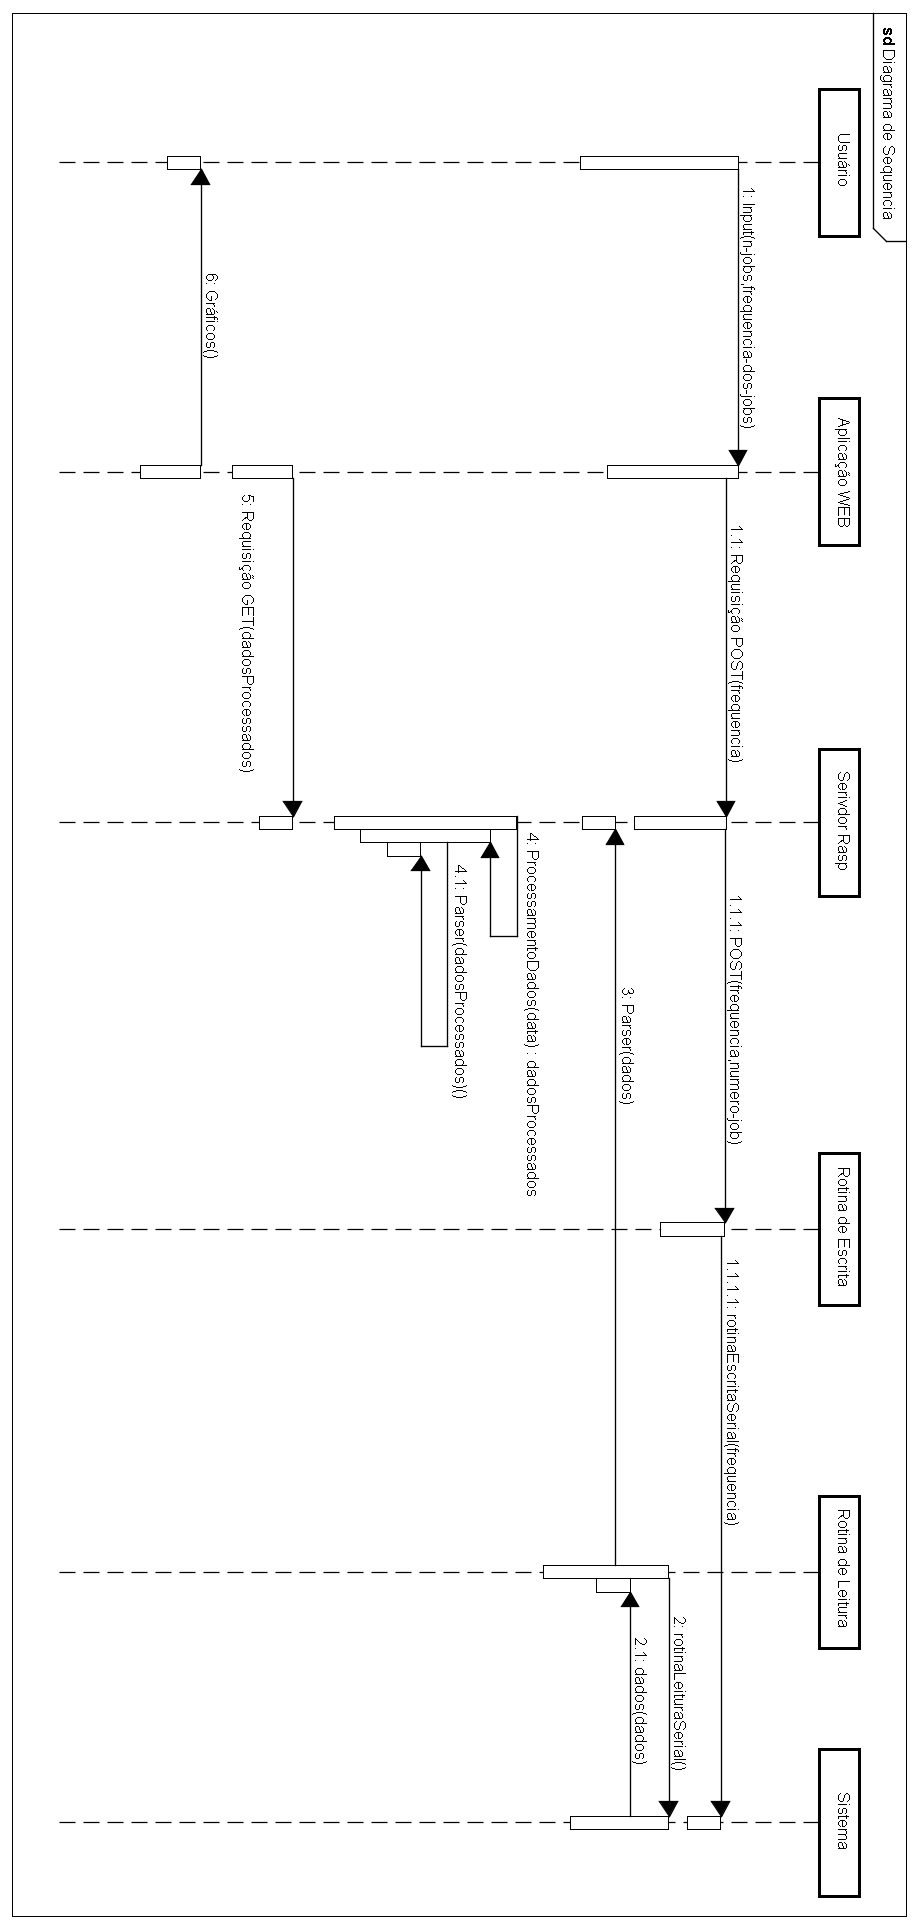 sd Diagrama de Sequencia
Usuário
Aplicação WEB
Serivdor Rasp
Rotina de Escrita
Rotina de Leitura
Sistema
1: Input(n-jobs,frequencia-dos-jobs)
1.1: Requisição POST(frequencia)
1.1.1: POST(frequencia,numero-job)
1.1.1.1: rotinaEscritaSerial(frequencia)
2: rotinaLeituraSerial()
2.1: dados(dados)
3: Parser(dados)
4: ProcessamentoDados(data) : dadosProcessados
4.1: Parser(dadosProcessados)()
5: Requisição GET(dadosProcessados)
6: Gráficos()